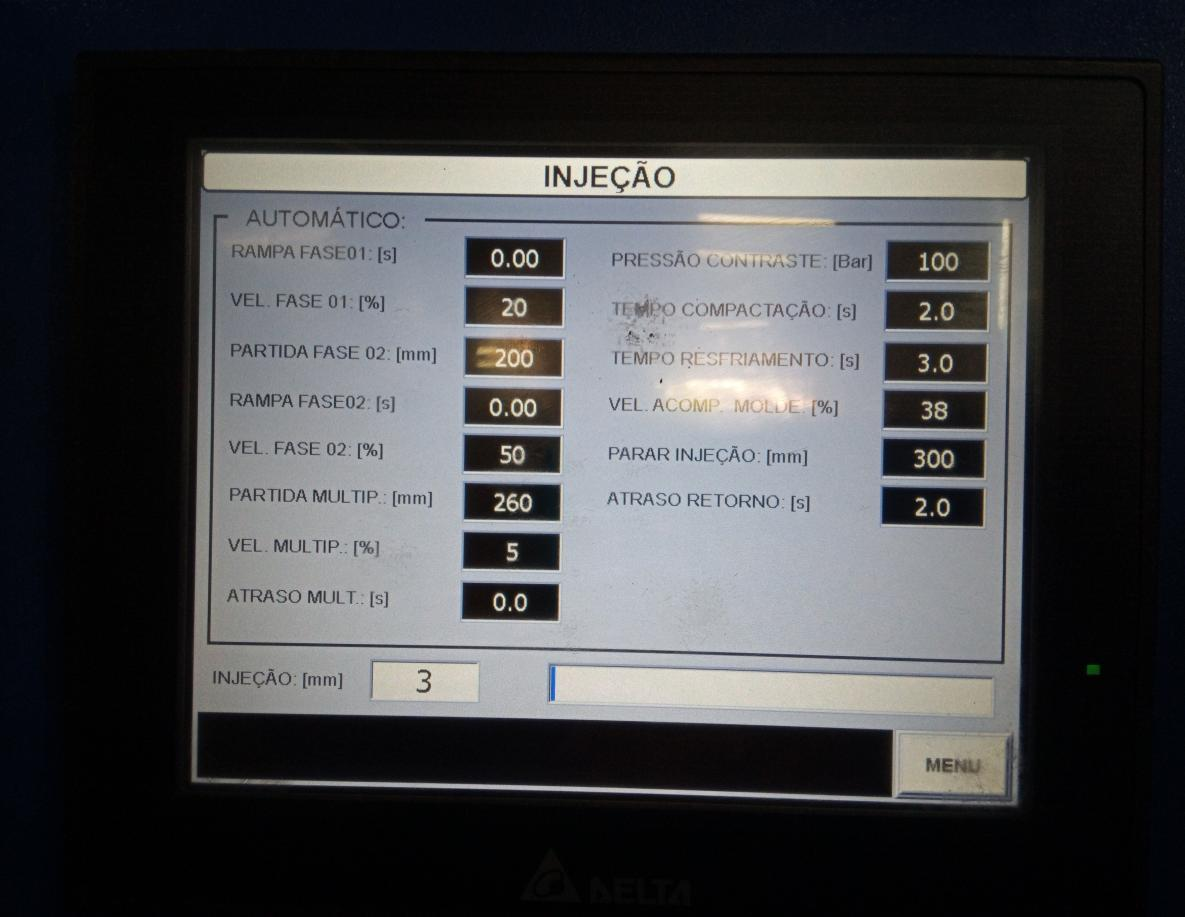 INJEÇÃO
AUTOMÁTICO:
RAMPA FASE01: [s] 0.00
VEL. FASE 01: [%] 20
PARTIDA FASE 02: [mm] 200
RAMPA FASE02: [s] 0.00
VEL. FASE 02: [%] 50
PARTIDA MULTIP.: [mm] 260
VEL. MULTIP.: [%] 5
ATRASO MULT.: [s] 0.0
PRESSÃO CONTRASTE: [Bar] 100
TEMPO COMPACTAÇÃO: [s] 2.0
TEMPO RESFRIAMENTO: [s] 3.0
VEL. ACOMP. MOLDE: [%] 38
PARAR INJEÇÃO: [mm] 300
ATRASO RETORNO: [s] 2.0
INJEÇÃO: [mm] 3
MENU
DELTA